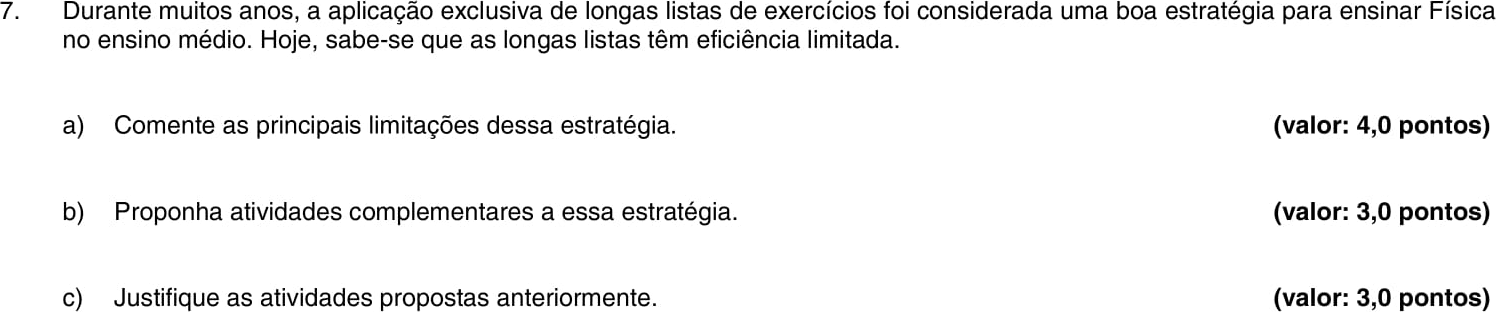 7. Durante muitos anos, a aplicação exclusiva de longas listas de exercícios foi considerada uma boa estratégia para ensinar Física
no ensino médio. Hoje, sabe-se que as longas listas têm eficiência limitada.
a) Comente as principais limitações dessa estratégia. (valor: 4,0 pontos)
b) Proponha atividades complementares a essa estratégia. (valor: 3,0 pontos)
c) Justifique as atividades propostas anteriormente. (valor: 3,0 pontos)